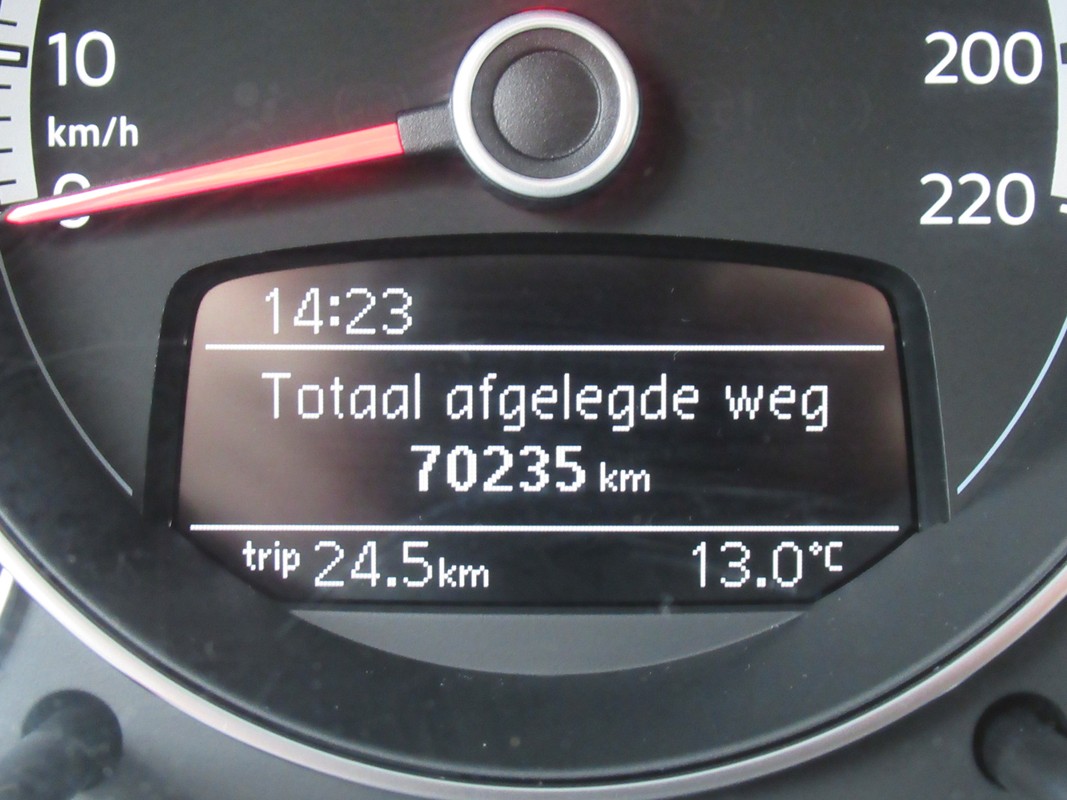 10
200
km/h
0
220
14:23
Totaal afgelegde weg
70235 km
trip 24.5km 13.0°C